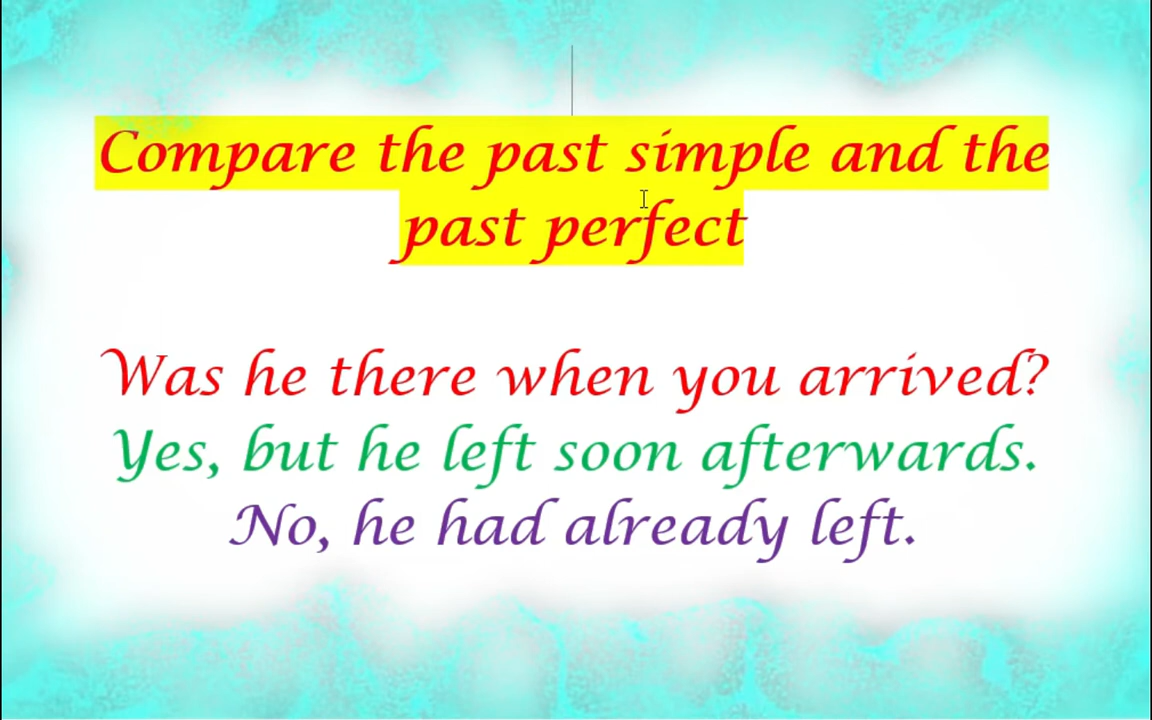 Compare the past simple and the
past perfect
Was he there when you arrived?
Yes, but he left soon afterwards.
No, he had already left.